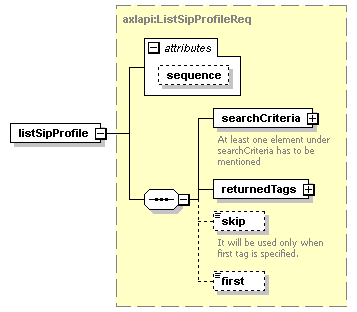 axlapi:ListSipProfileReq
attributes
sequence
listSipProfile
searchCriteria
At least one element under
searchCriteria has to be
mentioned
returnedTags
skip
It will be used only when
first tag is specified.
first